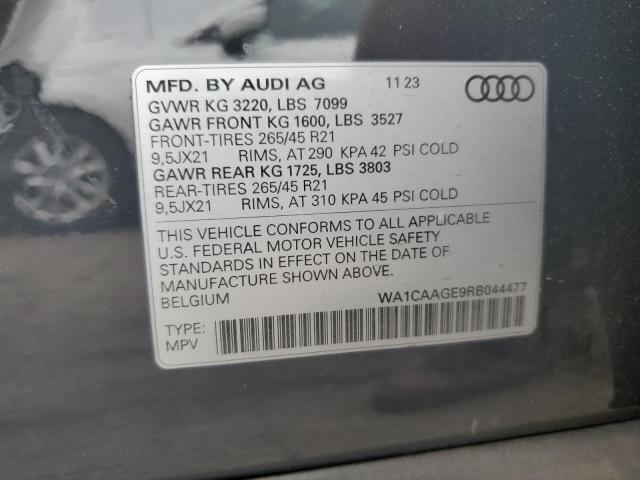 MFD. BY AUDI AG 11 23
GVWR KG 3220, LBS 7099
GAWR FRONT KG 1600, LBS 3527
FRONT-TIRES 265/45 R21
9,5JX21 RIMS, AT 290 KPA 42 PSI COLD
GAWR REAR KG 1725, LBS 3803
REAR-TIRES 265/45 R21
9,5JX21 RIMS, AT 310 KPA 45 PSI COLD
THIS VEHICLE CONFORMS TO ALL APPLICABLE
U.S. FEDERAL MOTOR VEHICLE SAFETY
STANDARDS IN EFFECT ON THE DATE OF
MANUFACTURE SHOWN ABOVE.
BELGIUM WA1CAAGE9RB044477
TYPE:
MPV